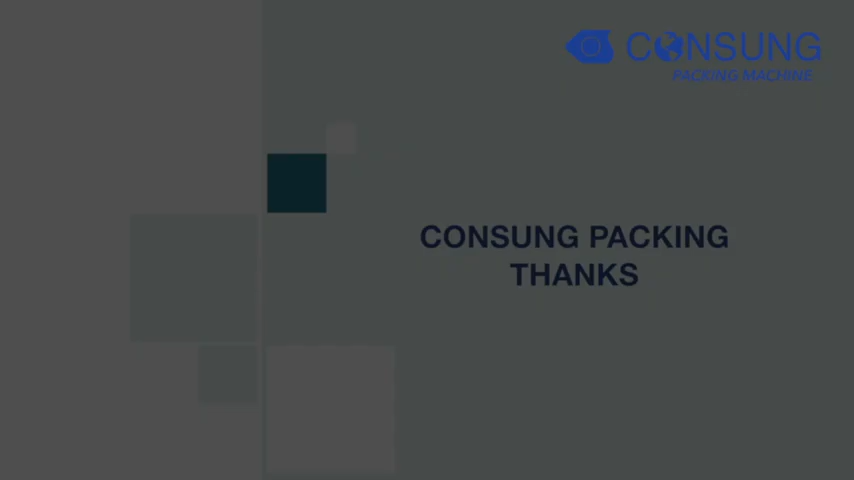 CONSUNG
PACKING MACHINE
CONSUNG PACKING
THANKS